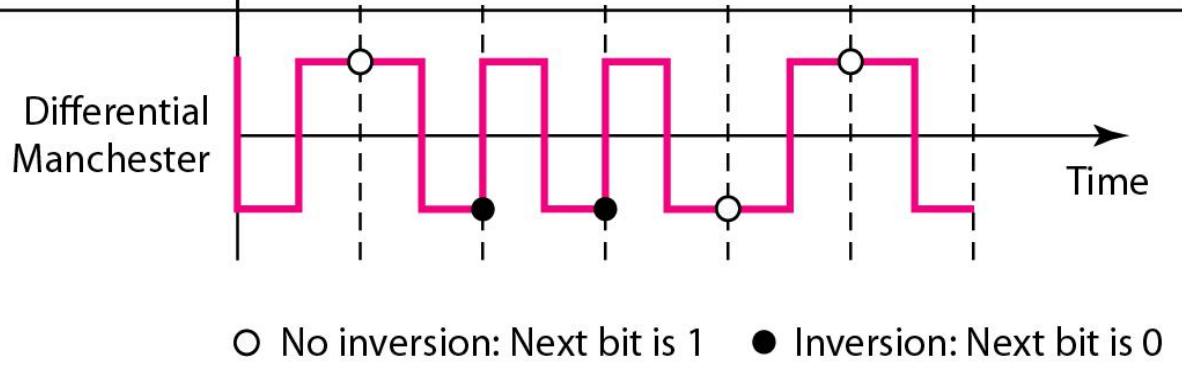 Differential
Manchester
Time
No inversion: Next bit is 1
Inversion: Next bit is 0